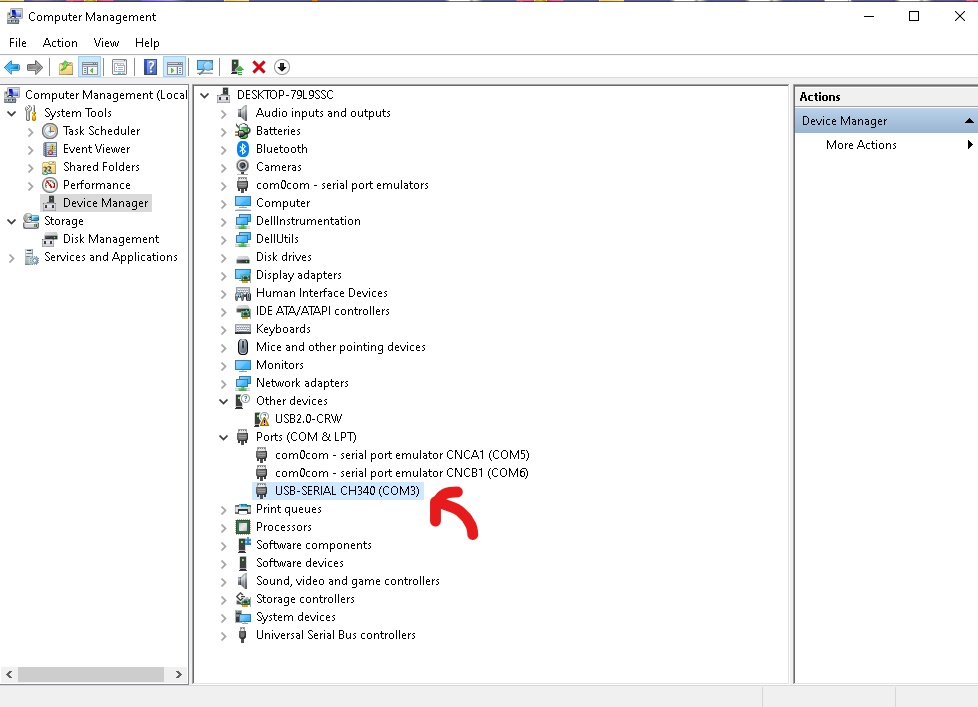 Computer Management
File Action View Help
Computer Management (Local
System Tools
Task Scheduler
Event Viewer
Shared Folders
Performance
Device Manager
Storage
Disk Management
Services and Applications
DESKTOP-79L9SSC
Audio inputs and outputs
Batteries
Bluetooth
Cameras
com0com - serial port emulators
Computer
DellInstrumentation
DellUtils
Disk drives
Display adapters
Human Interface Devices
IDE ATA/ATAPI controllers
Keyboards
Mice and other pointing devices
Monitors
Network adapters
Other devices
USB2.0-CRW
Ports (COM & LPT)
com0com - serial port emulator CNCA1 (COM5)
com0com - serial port emulator CNCB1 (COM6)
USB-SERIAL CH340 (COM3)
Print queues
Processors
Software components
Software devices
Sound, video and game controllers
Storage controllers
System devices
Universal Serial Bus controllers
Actions
Device Manager
More Actions